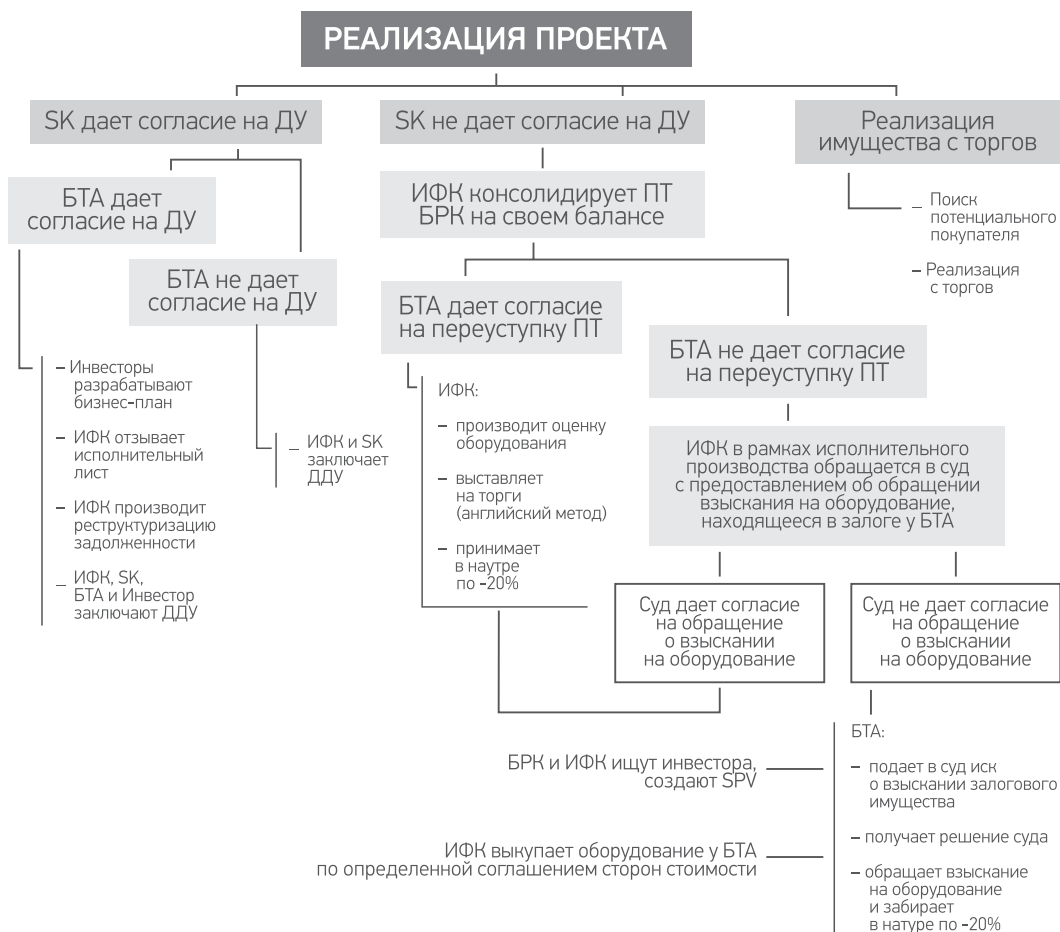 РЕАЛИЗАЦИЯ ПРОЕКТА
SK дает согласие на ДУ
БТА дает
согласие на ДУ
– Инвесторы
разрабатывают
бизнес-план
– ИФК отзывает
исполнительный
лист
– ИФК производит
реструктуризацию
задолженности
– ИФК, SK,
БТА и Инвестор
заключают ДДУ
БТА не дает
согласие на ДУ
– ИФК и SK
заключает
ДДУ
SK не дает согласие на ДУ
ИФК консолидирует ПТ
БРК на своем балансе
БТА дает согласие
на переуступку ПТ
ИФК:
– производит оценку
оборудования
– выставляет
на торги
(английский метод)
– принимает
в наутре
по -20%
БТА не дает согласие
на переуступку ПТ
ИФК в рамках исполнительного
производства обращается в суд
с предоставлением об обращении
взыскания на оборудование,
находящееся в залоге у БТА
Суд дает согласие
на обращение
о взыскании
на оборудование
Суд не дает согласие
на обращение
о взыскании
на оборудование
БТА:
– подает в суд иск
о взыскании залогового
имущества
– получает решение суда
– обращает взыскание
на оборудование
и забирает
в натуре по -20%
БРК и ИФК ищут инвестора,
создают SPV
ИФК выкупает оборудование у БТА
по определенной соглашением сторон стоимости
Реализация
имущества с торгов
– Поиск
потенциального
покупателя
– Реализация
с торгов